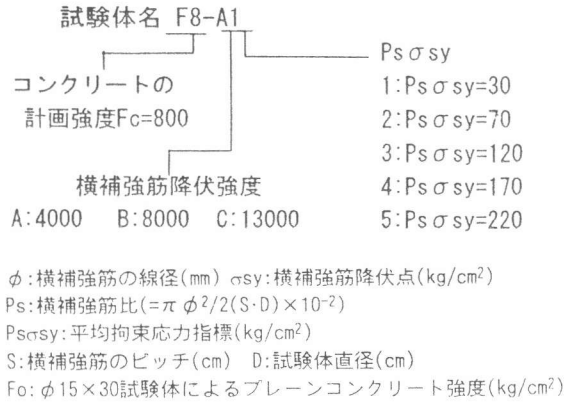 試験体名 F8-A1
Psσsy
コンクリートの
計画強度Fc=800
1:Psσsy=30
2:Psσsy=70
3:Psσsy=120
4:Psσsy=170
5:Psσsy=220
横補強筋降伏強度
A:4000 B:8000 C:13000
φ:横補強筋の線径(mm) σsy:横補強筋降伏点(kg/cm²)
Ps:横補強筋比(=πφ²/2(S·D)×10⁻²)
Psσsy:平均拘束応力指標(kg/cm²)
S:横補強筋のピッチ(cm) D:試験体直径(cm)
Fo:φ15×30試験体によるプレーンコンクリート強度(kg/cm²)